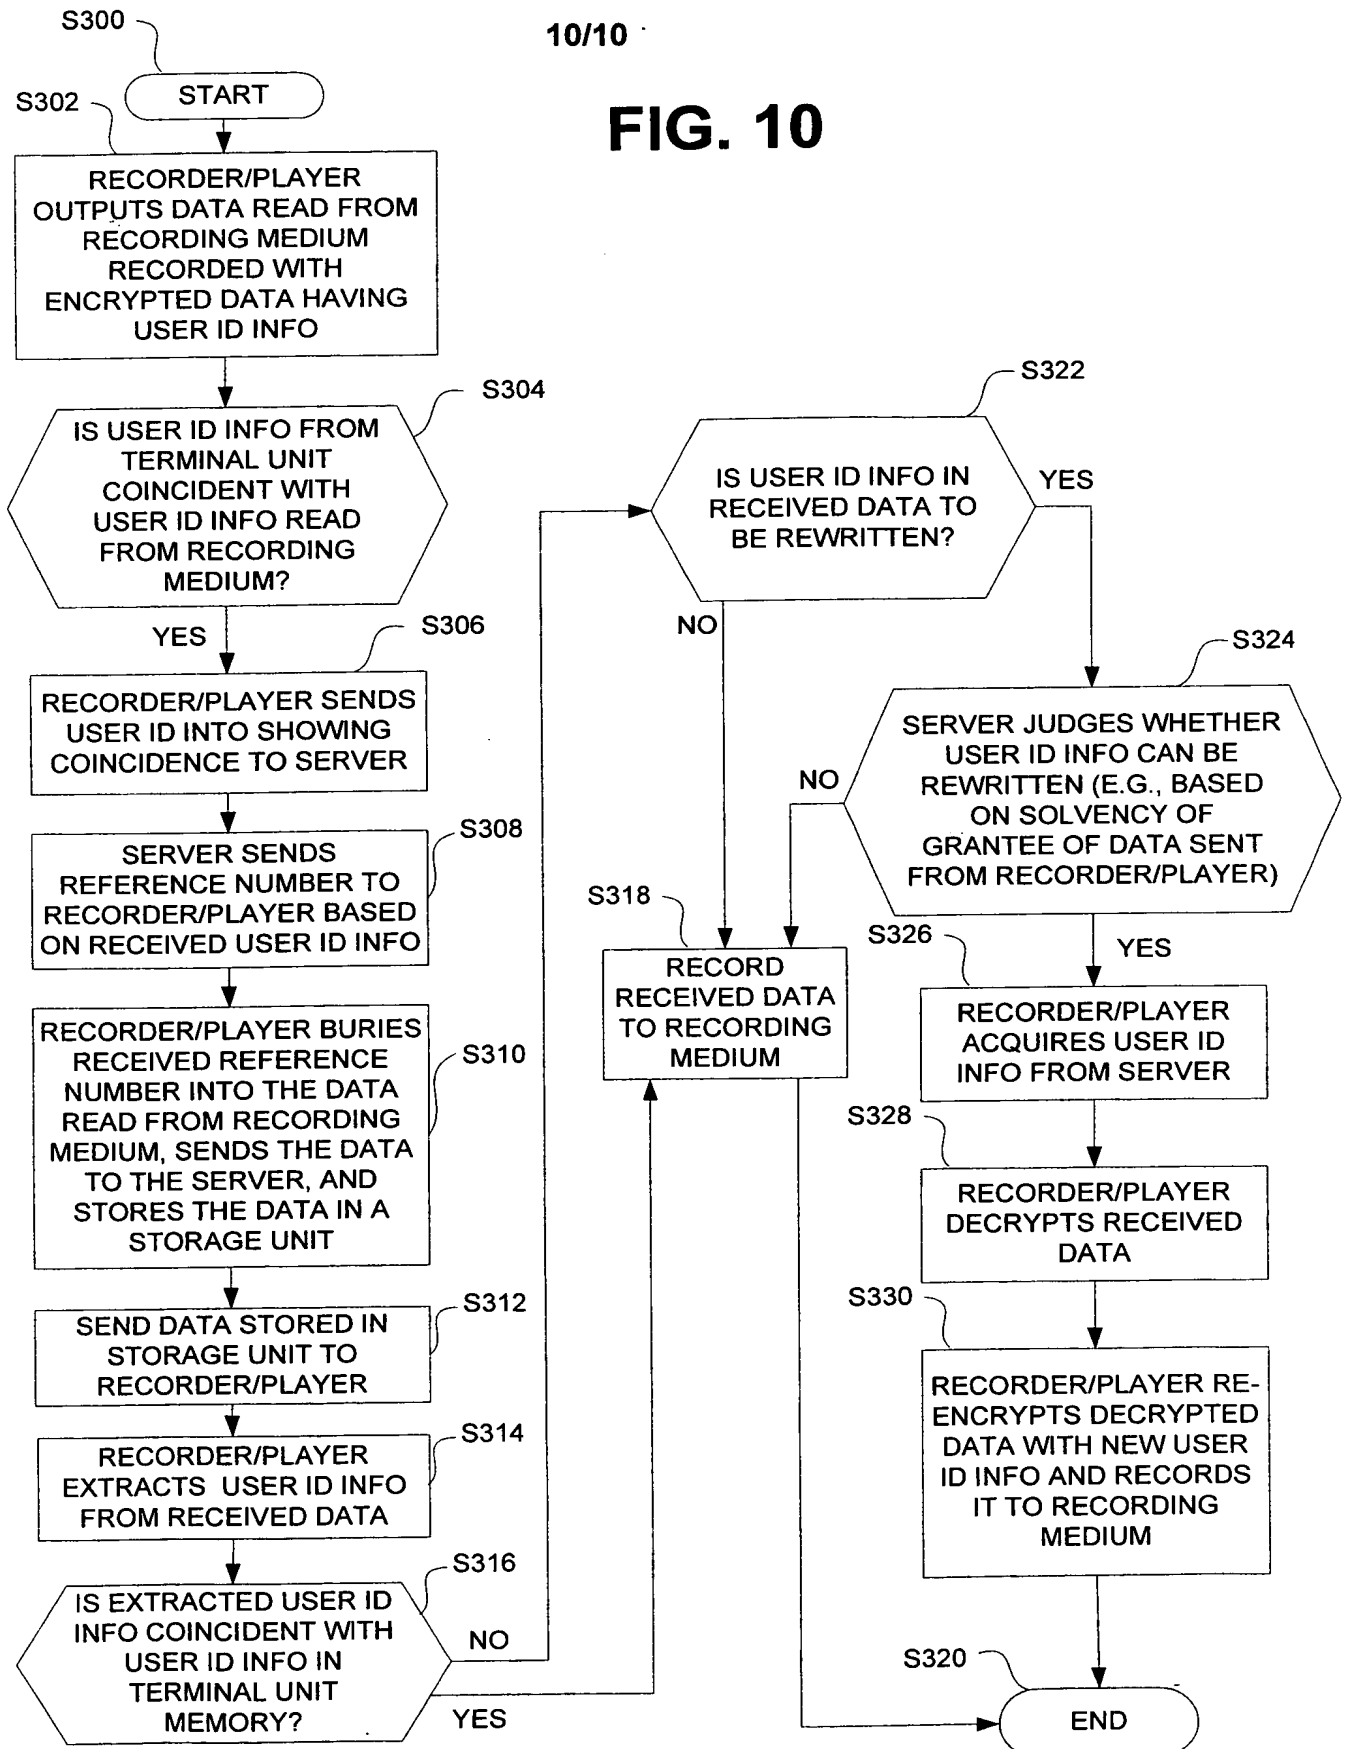 10/10
FIG. 10
S300
START
S302
RECORDER/PLAYER
OUTPUTS DATA READ FROM
RECORDING MEDIUM
RECORDED WITH
ENCRYPTED DATA HAVING
USER ID INFO
S304
IS USER ID INFO FROM
TERMINAL UNIT
COINCIDENT WITH
USER ID INFO READ
FROM RECORDING
MEDIUM?
YES
S306
RECORDER/PLAYER SENDS
USER ID INTO SHOWING
COINCIDENCE TO SERVER
S308
SERVER SENDS
REFERENCE NUMBER TO
RECORDER/PLAYER BASED
ON RECEIVED USER ID INFO
RECORDER/PLAYER BURIES
RECEIVED REFERENCE
NUMBER INTO THE DATA
READ FROM RECORDING
MEDIUM, SENDS THE DATA
TO THE SERVER, AND
STORES THE DATA IN A
STORAGE UNIT
S310
S312
SEND DATA STORED IN
STORAGE UNIT TO
RECORDER/PLAYER
S314
RECORDER/PLAYER
EXTRACTS USER ID INFO
FROM RECEIVED DATA
S316
IS EXTRACTED USER ID
INFO COINCIDENT WITH
USER ID INFO IN
TERMINAL UNIT
MEMORY?
NO
YES
S322
IS USER ID INFO IN
RECEIVED DATA TO
BE REWRITTEN?
YES
NO
S324
SERVER JUDGES WHETHER
USER ID INFO CAN BE
REWRITTEN (E.G., BASED
ON SOLVENCY OF
GRANTEE OF DATA SENT
FROM RECORDER/PLAYER)
NO
YES
S318
RECORD
RECEIVED DATA
TO RECORDING
MEDIUM
S326
RECORDER/PLAYER
ACQUIRES USER ID
INFO FROM SERVER
S328
RECORDER/PLAYER
DECRYPTS RECEIVED
DATA
S330
RECORDER/PLAYER RE-
ENCRYPTS DECRYPTED
DATA WITH NEW USER
ID INFO AND RECORDS
IT TO RECORDING
MEDIUM
S320
END